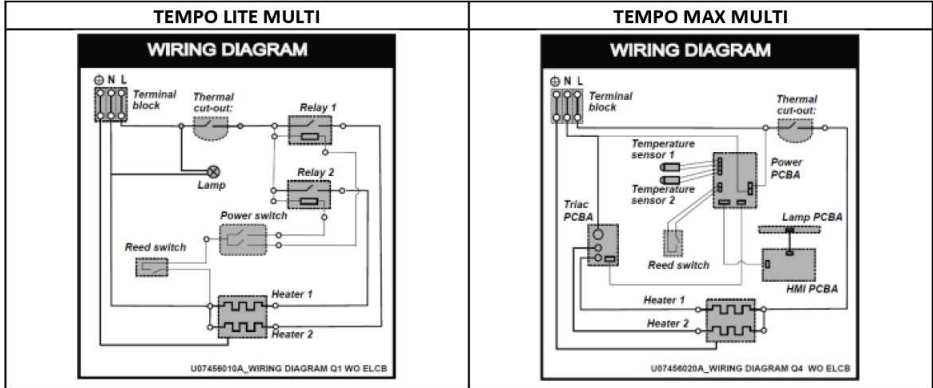 TEMPO LITE MULTI
WIRING DIAGRAM
N L
Terminal
block
Thermal
cut-out:
Relay 1
Relay 2
Lamp
Power switch
Reed switch
Heater 1
Heater 2
U07456010A_WIRING DIAGRAM Q1 WO ELCB
TEMPO MAX MULTI
WIRING DIAGRAM
N L
Terminal
block
Thermal
cut-out:
Temperature
sensor 1
Temperature
sensor 2
Power
PCBA
Triac
PCBA
Lamp PCBA
Reed switch
HMI PCBA
Heater 1
Heater 2
U07456020A_WIRING DIAGRAM Q4 WO ELCB